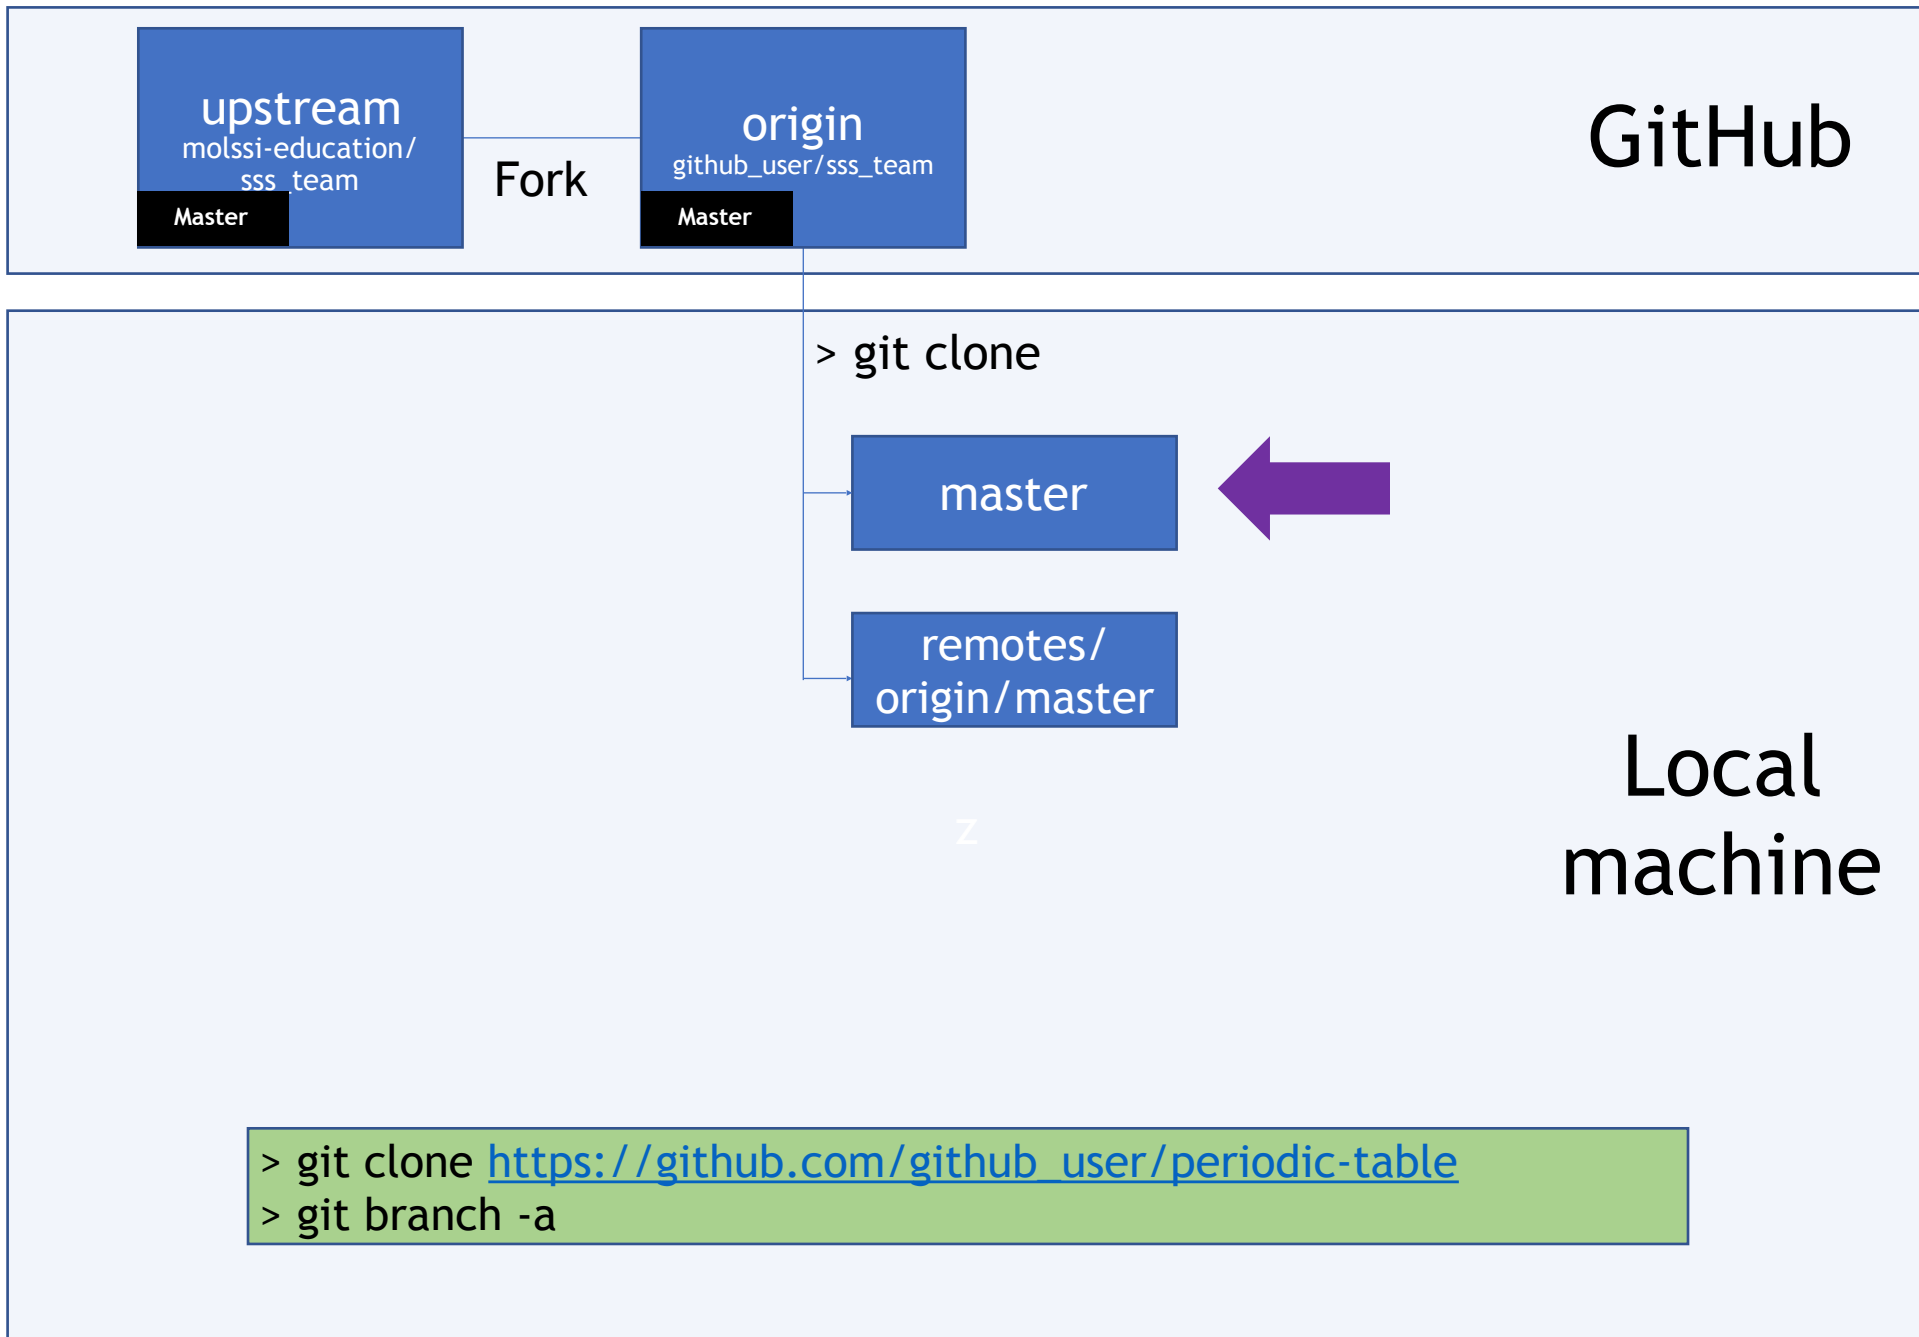 upstream
molssi-education/
sss_team
Master
Fork
origin
github_user/sss_team
Master
GitHub
> git clone
master
remotes/
origin/master
Local
machine
z
> git clone https://github.com/github_user/periodic-table
> git branch -a